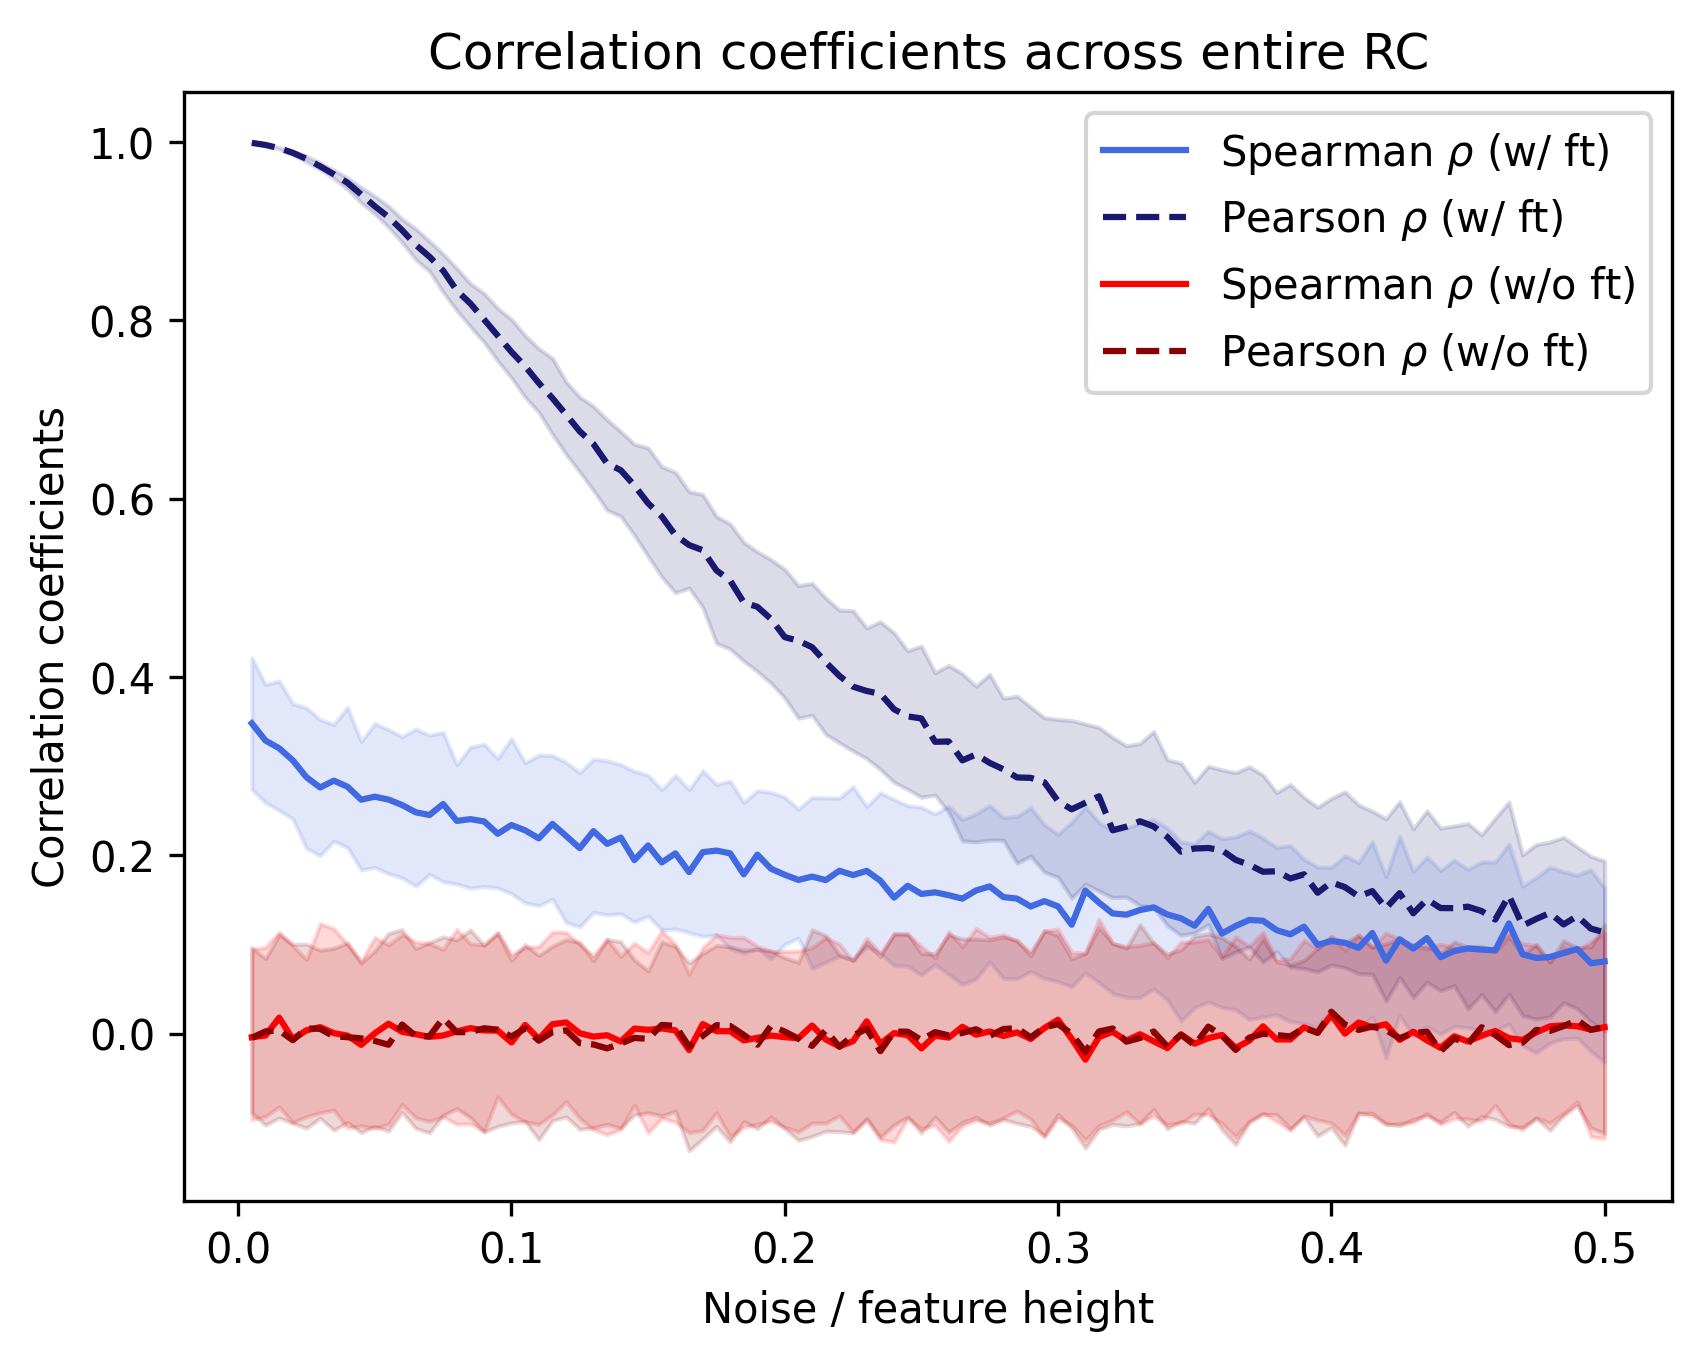 Correlation coefficients across entire RC
Spearman ρ (w/ ft)
Pearson ρ (w/ ft)
Spearman ρ (w/o ft)
Pearson ρ (w/o ft)
Correlation coefficients
1.0
0.8
0.6
0.4
0.2
0.0
0.0 0.1 0.2 0.3 0.4 0.5
Noise / feature height